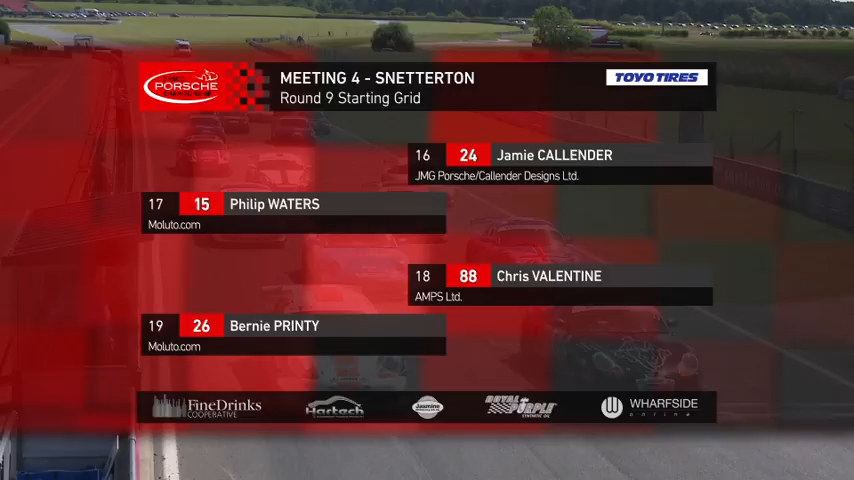 PORSCHE
MEETING 4 - SNETTERTON
Round 9 Starting Grid
TOYO TIRES
16 24 Jamie CALLENDER
JMG Porsche/Callender Designs Ltd.
17 15 Philip WATERS
Moluto.com
18 88 Chris VALENTINE
AMPS Ltd.
19 26 Bernie PRINTY
Moluto.com
FineDrinks
COOPERATIVE
Hartech
Jasmine
ROYAL PURPLE
SYNTHETIC OIL
WHARFSIDE